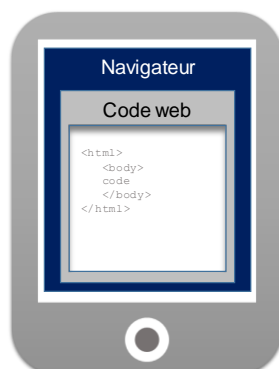 Navigateur
Code web
<html>
<body>
code
</body>
</html>